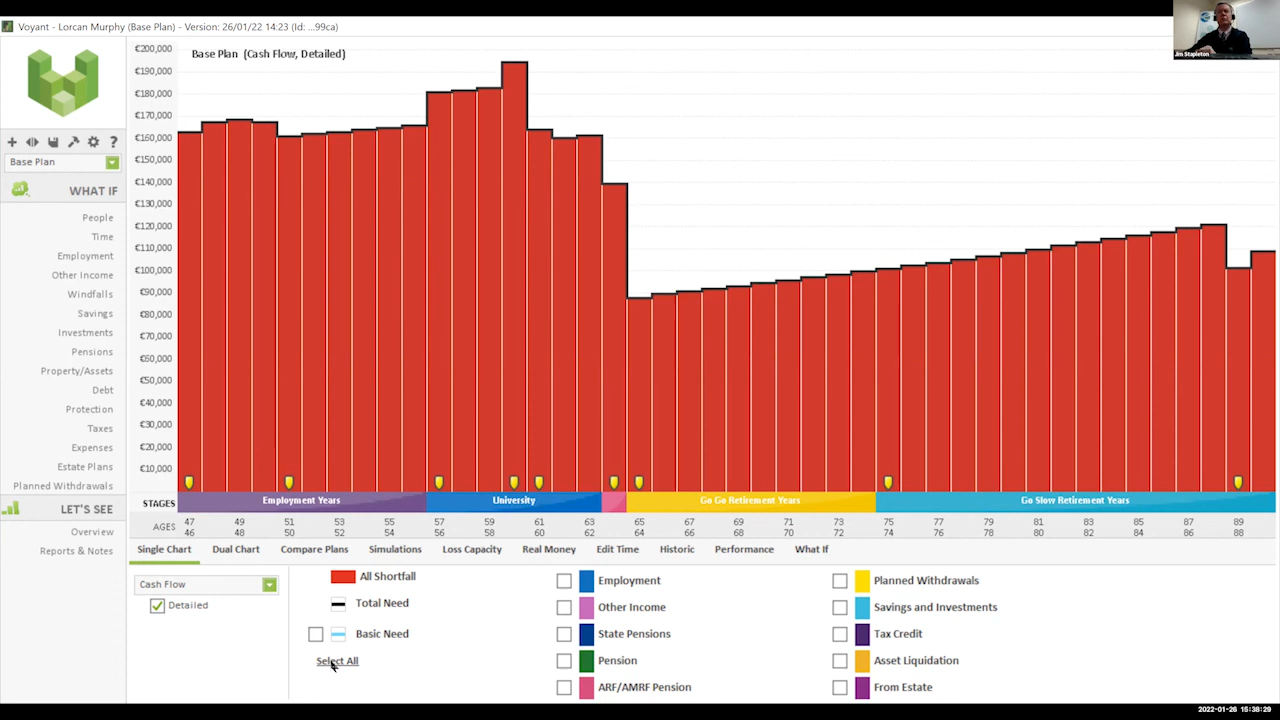 Voyant - Lorcan Murphy (Base Plan) - Version: 26/01/22 14:23 (Id: ...99ca)
Jim Stapleton
Base Plan (Cash Flow, Detailed)
€200,000
€190,000
€180,000
€170,000
€160,000
€150,000
€140,000
€130,000
€120,000
€110,000
€100,000
€90,000
€80,000
€70,000
€60,000
€50,000
€40,000
€30,000
€20,000
€10,000
Base Plan
WHAT IF
People
Time
Employment
Other Income
Windfalls
Savings
Investments
Pensions
Property/Assets
Debt
Protection
Taxes
Expenses
Estate Plans
Planned Withdrawals
LET'S SEE
Overview
Reports & Notes
STAGES Employment Years University Go Go Retirement Years Go Slow Retirement Years
AGES 47 49 51 53 55 57 59 61 63 65 67 69 71 73 75 77 79 81 83 85 87 89
46 48 50 52 54 56 58 60 62 64 66 68 70 72 74 76 78 80 82 84 86 88
Single Chart Dual Chart Compare Plans Simulations Loss Capacity Real Money Edit Time Historic Performance What If
Cash Flow
Detailed
All Shortfall
Total Need
Basic Need
Select All
Employment
Other Income
State Pensions
Pension
ARF/AMRF Pension
Planned Withdrawals
Savings and Investments
Tax Credit
Asset Liquidation
From Estate
2022-01-26 15:38:29